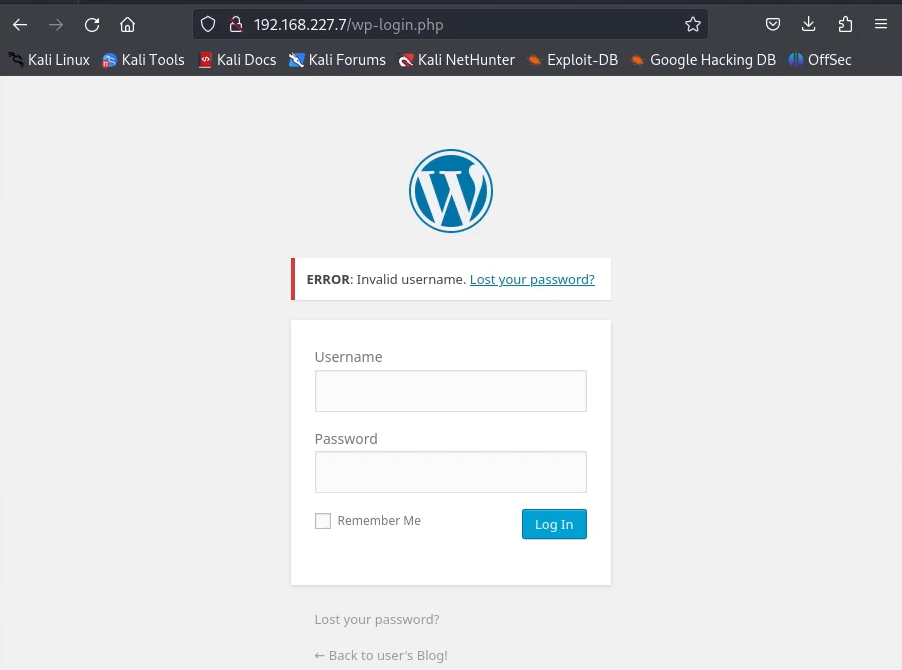 192.168.227.7/wp-login.php
Kali Linux Kali Tools Kali Docs Kali Forums Kali NetHunter Exploit-DB Google Hacking DB OffSec
ERROR: Invalid username. Lost your password?
Username
Password
Remember Me Log In
Lost your password?
← Back to user's Blog!